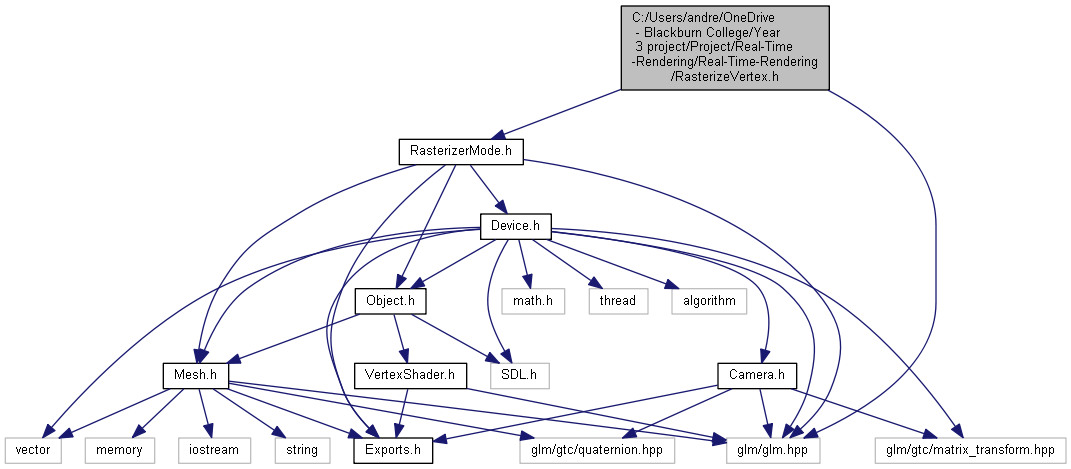 C:/Users/andre/OneDrive
- Blackburn College/Year
3 project/Project/Real-Time
-Rendering/Real-Time-Rendering
/RasterizeVertex.h
RasterizerMode.h
Device.h
Object.h
math.h
thread
algorithm
Mesh.h
VertexShader.h
SDL.h
Camera.h
vector
memory
iostream
string
Exports.h
glm/gtc/quaternion.hpp
glm/glm.hpp
glm/gtc/matrix_transform.hpp